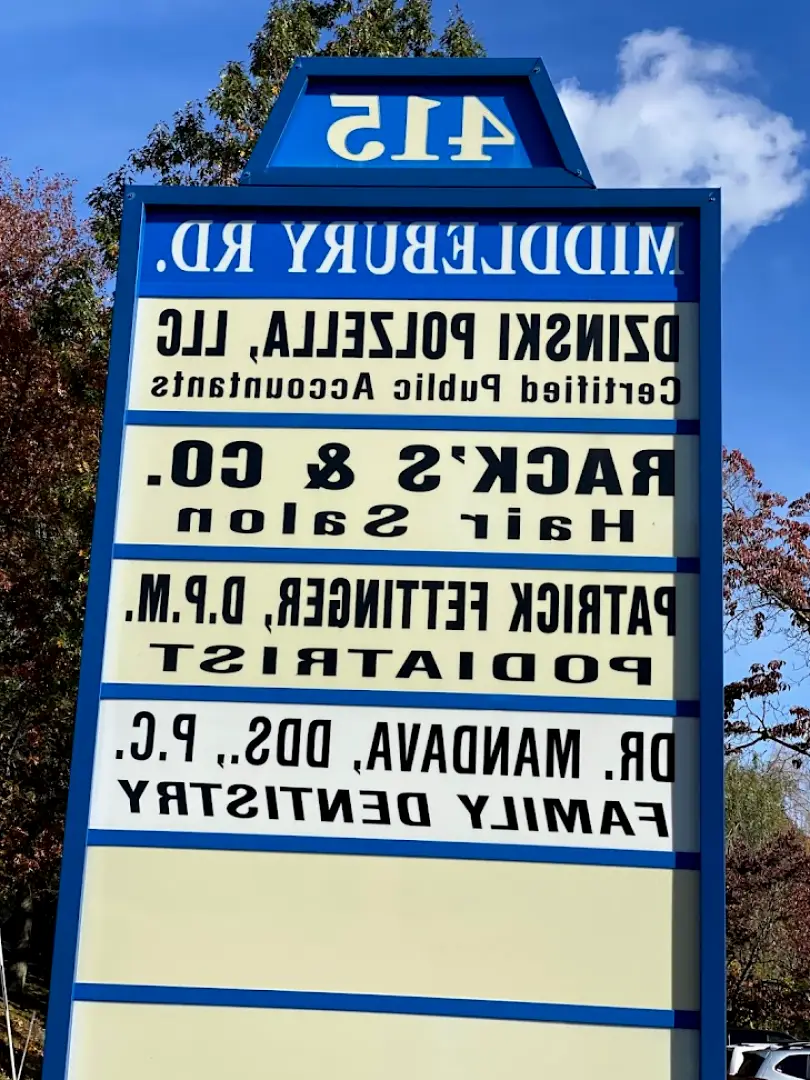 415
MIDDLEBURY RD.
DZINSKI POLZELLA, LLC
Certified Public Accountants
RACK'S & CO.
Hair Salon
PATRICK FETTINGER, D.P.M.
PODIATRIST
DR. MANDAVA, DDS., P.C.
FAMILY DENTISTRY